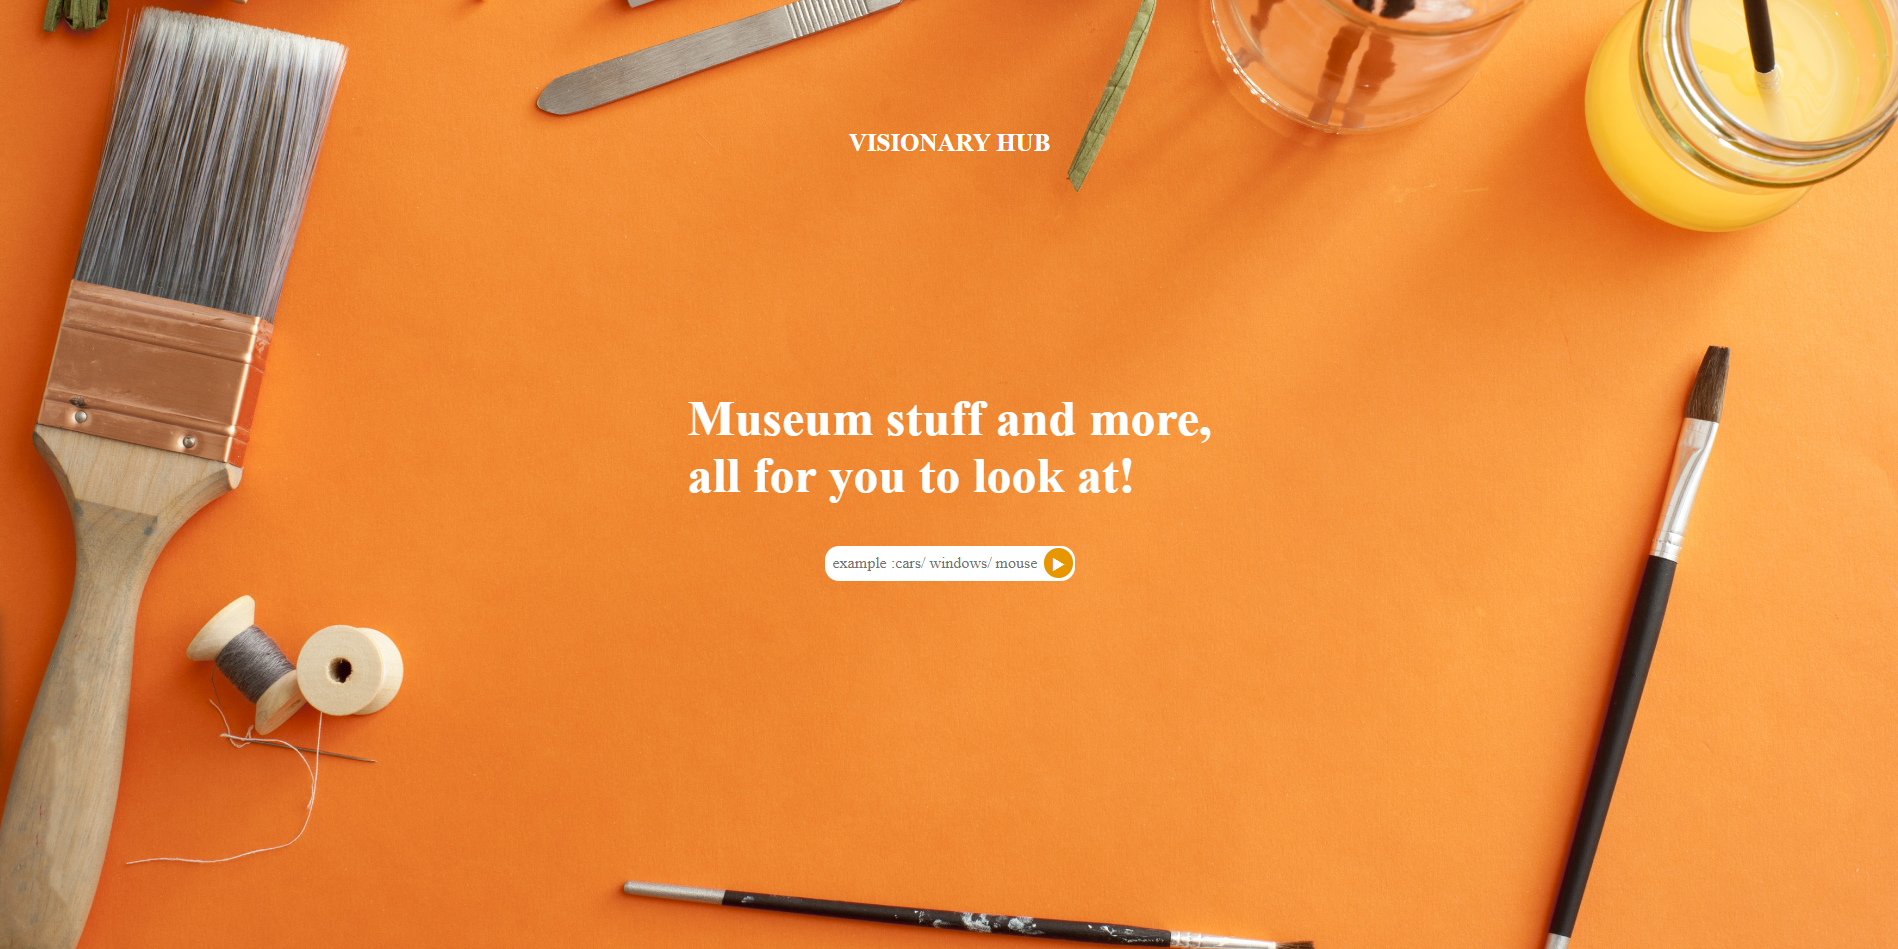 VISIONARY HUB
Museum stuff and more,
all for you to look at!
example :cars/ windows/ mouse